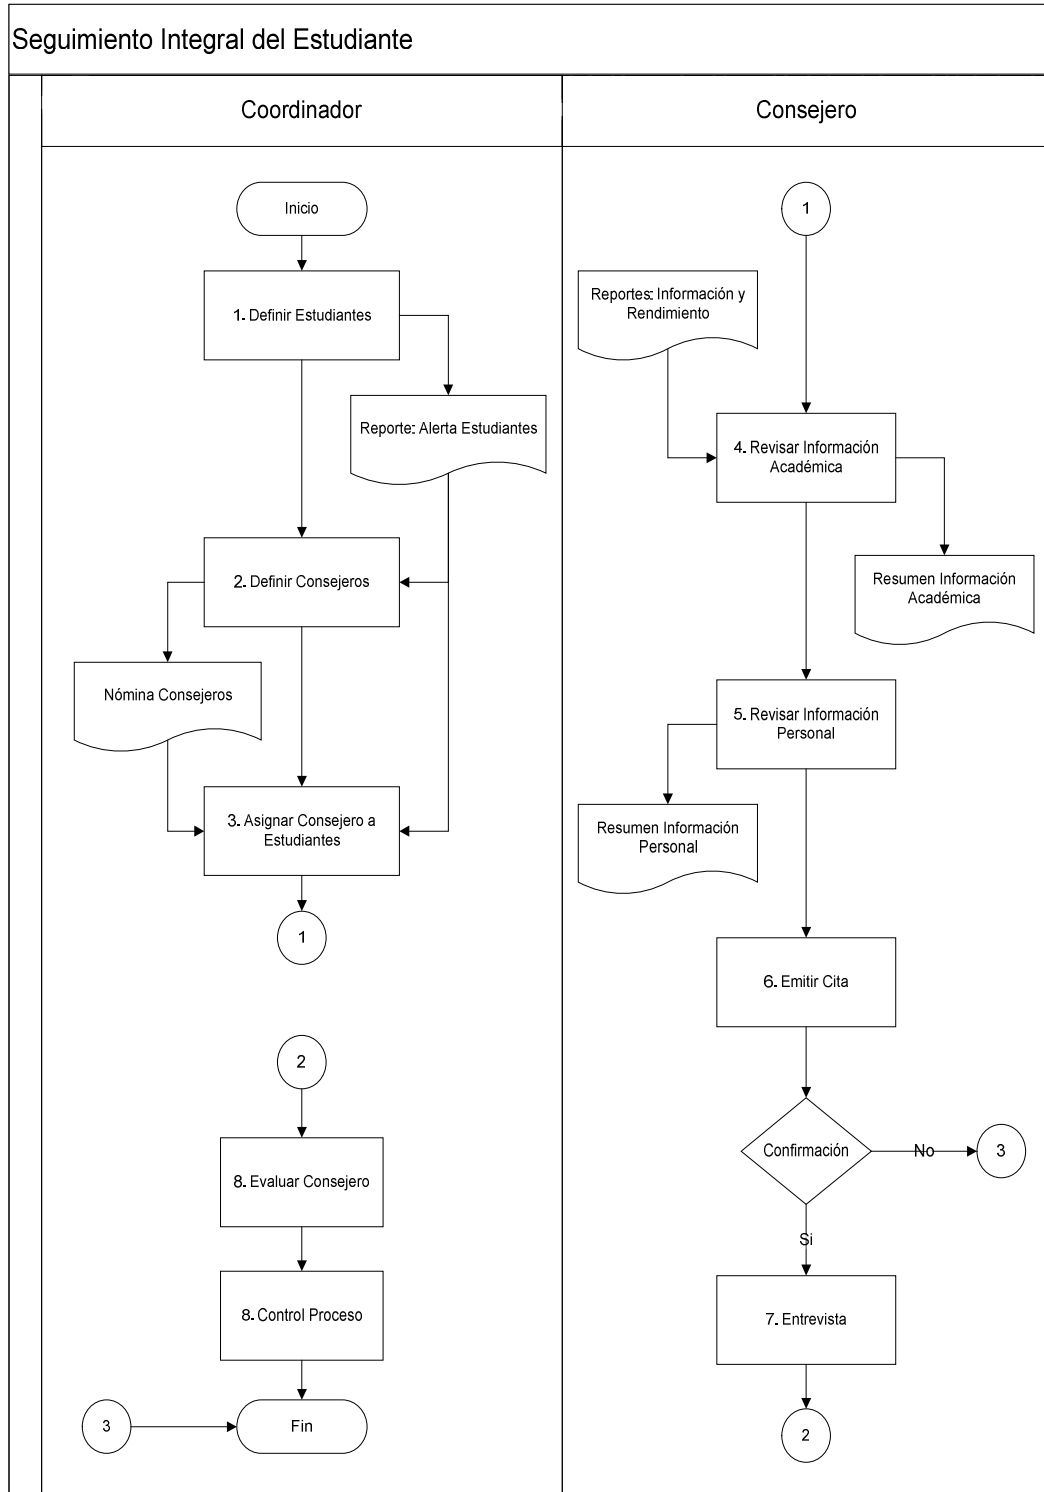 Seguimiento Integral del Estudiante
Coordinador
Consejero
Inicio
1. Definir Estudiantes
Reporte: Alerta Estudiantes
2. Definir Consejeros
Nómina Consejeros
3. Asignar Consejero a
Estudiantes
1
2
8. Evaluar Consejero
8. Control Proceso
3
Fin
1
Reportes: Información y
Rendimiento
4. Revisar Información
Académica
Resumen Información
Académica
5. Revisar Información
Personal
Resumen Información
Personal
6. Emitir Cita
Confirmación
No
3
Si
7. Entrevista
2